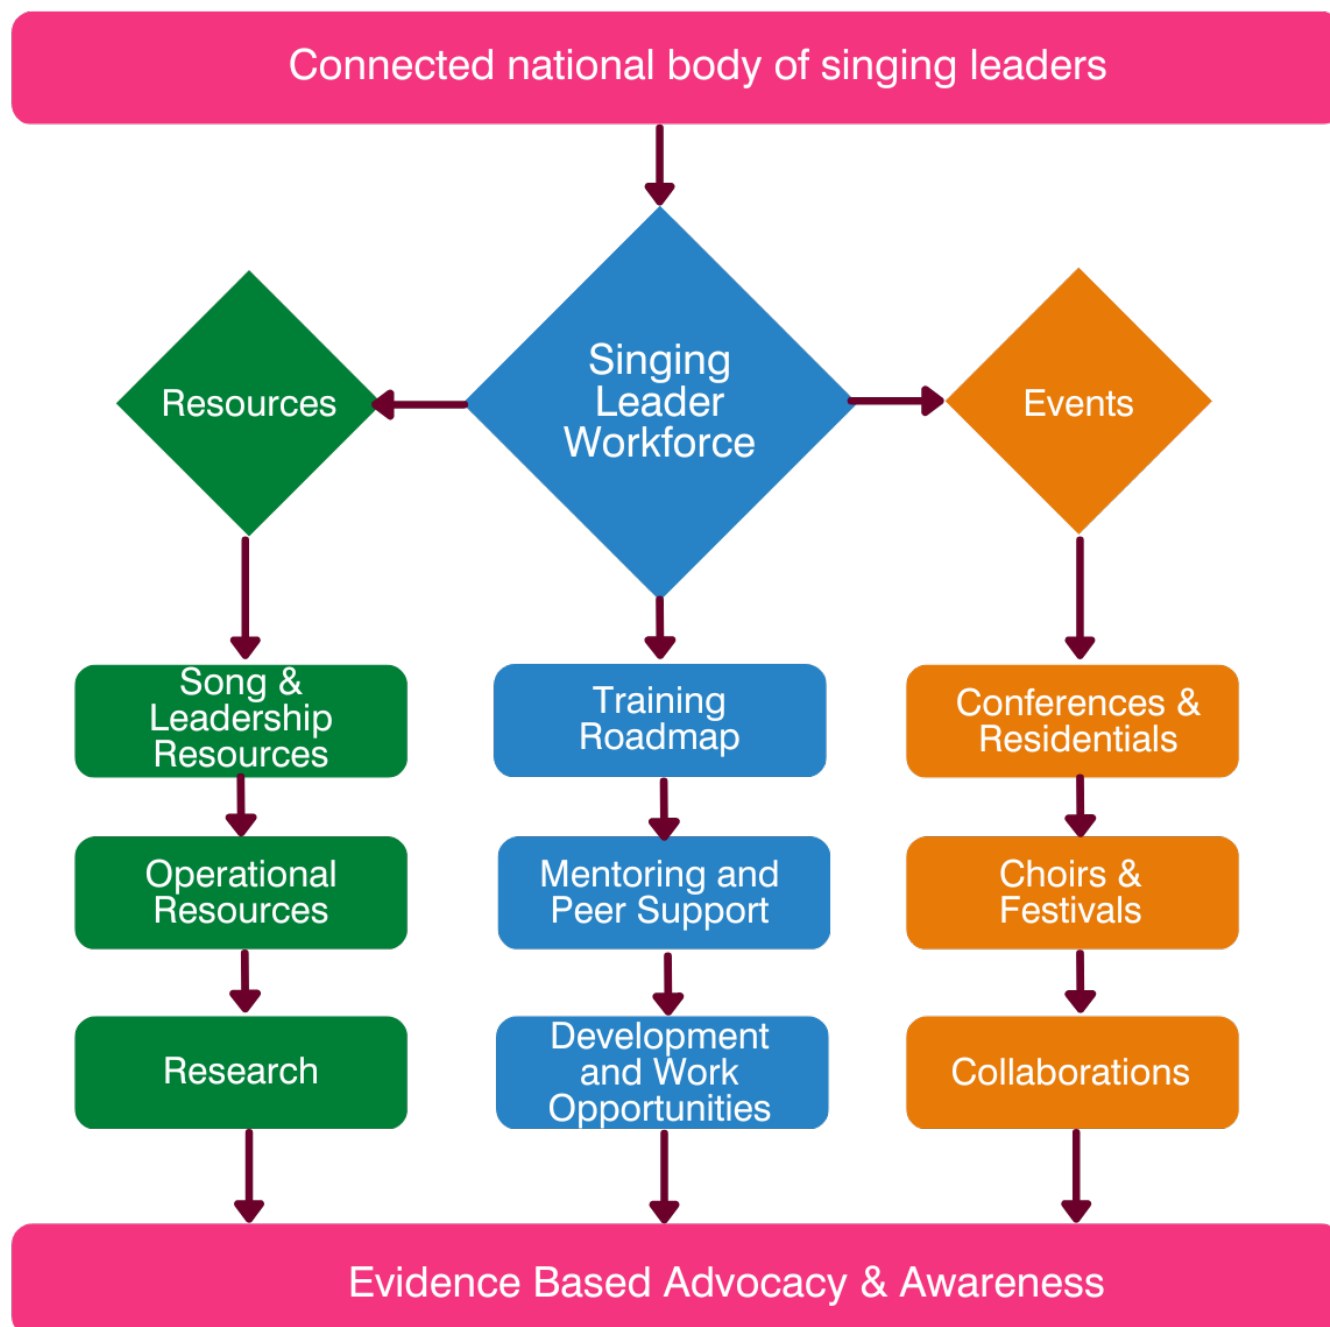 Connected national body of singing leaders
Singing
Leader
Workforce
Resources
Events
Song &
Leadership
Resources
Training
Roadmap
Conferences &
Residentials
Operational
Resources
Mentoring and
Peer Support
Choirs &
Festivals
Research
Development
and Work
Opportunities
Collaborations
Evidence Based Advocacy & Awareness